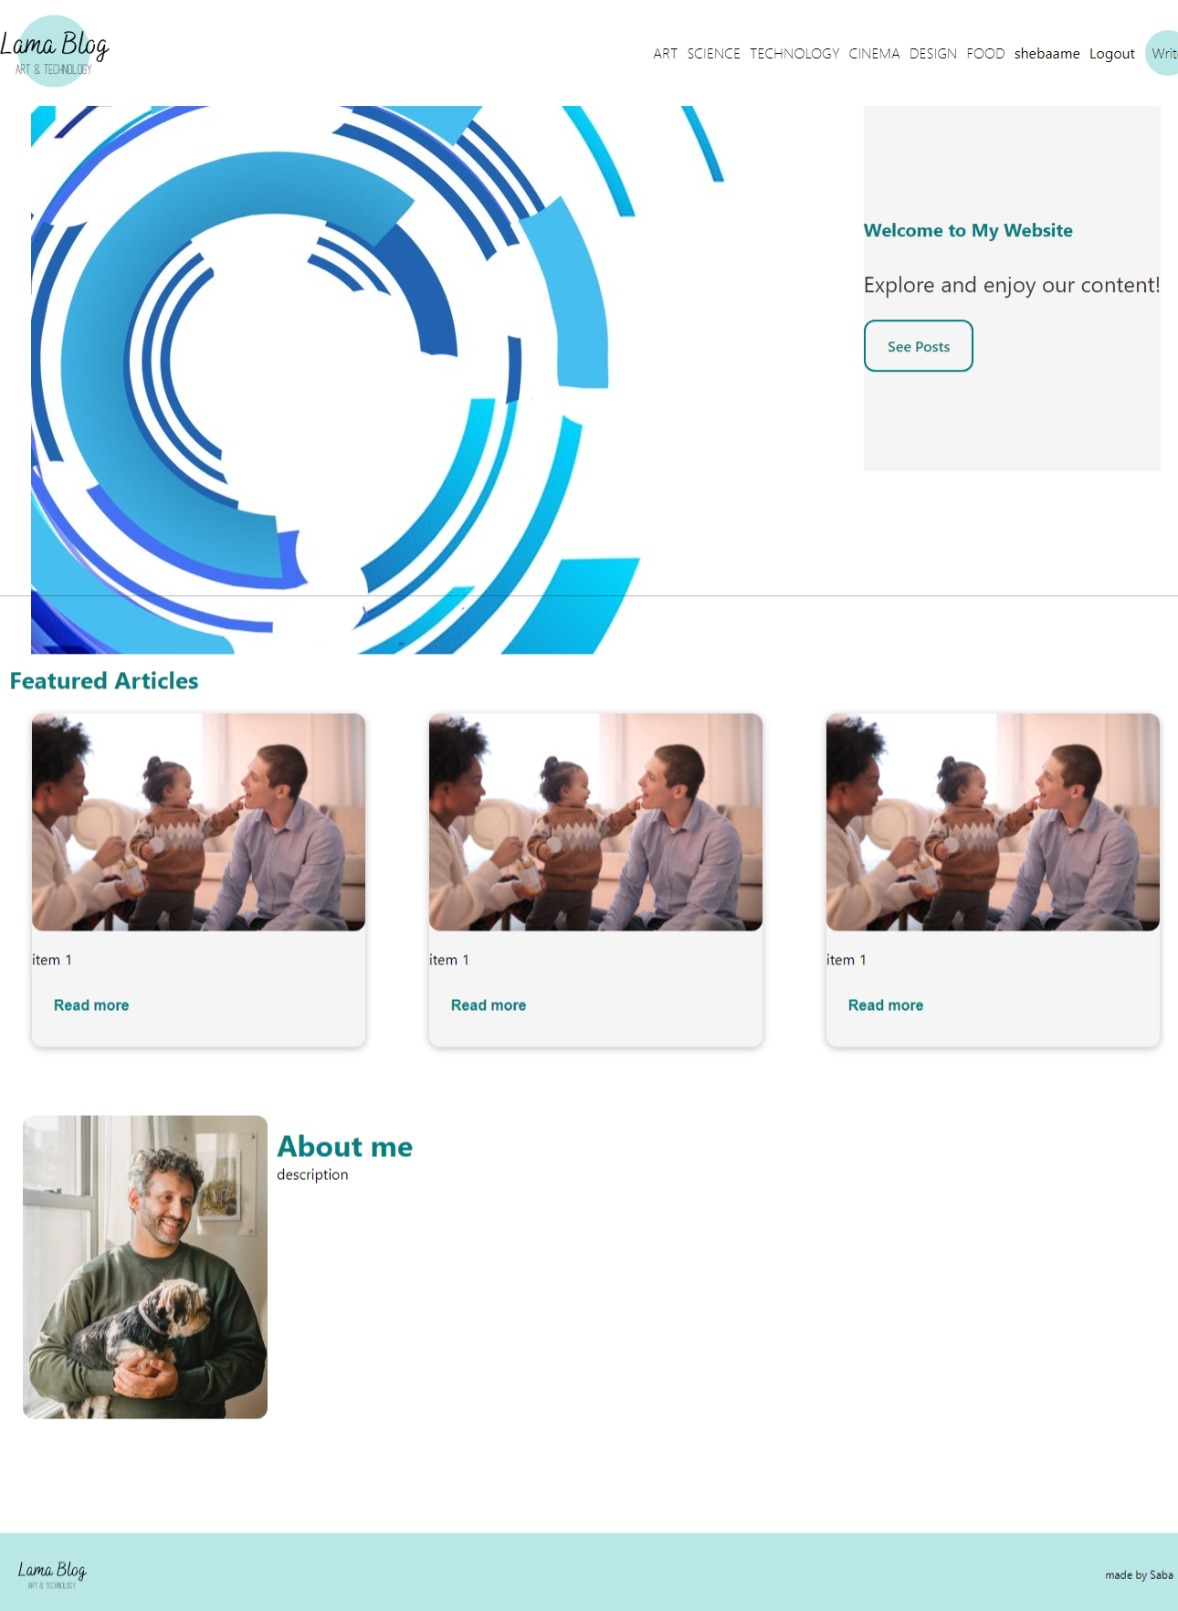 Lama Blog
ART & TECHNOLOGY
ART SCIENCE TECHNOLOGY CINEMA DESIGN FOOD shebaame Logout Writ
Welcome to My Website
Explore and enjoy our content!
See Posts
Featured Articles
item 1
Read more
item 1
Read more
item 1
Read more
About me
description
Lama Blog
ART & TECHNOLOGY
made by Saba